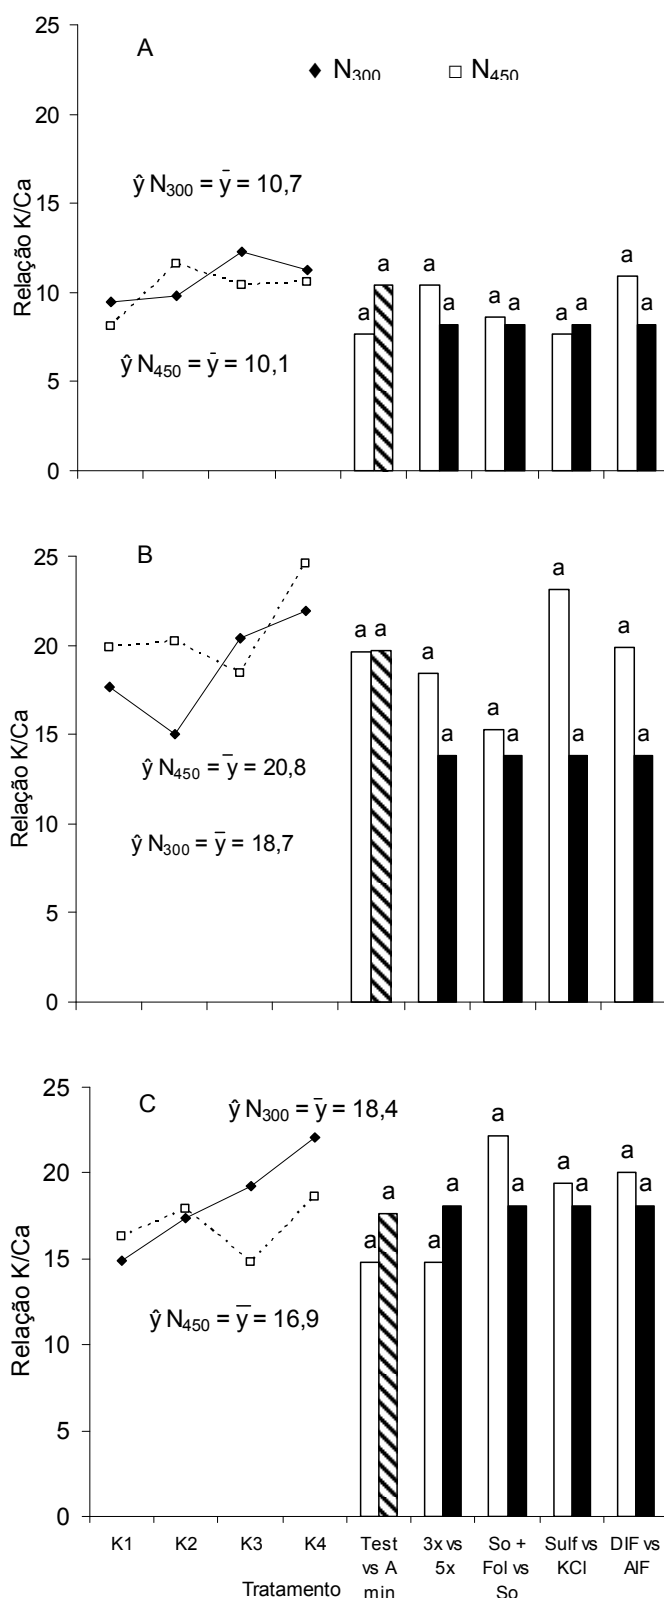 25
A
N300
N450
20
ŷ N300 = ȳ = 10,7
15
a a a a a a a a a a
10
ŷ N450 = ȳ = 10,1
5
0
Relação K/Ca
B
25
a a a a a a a a a a
20
15
ŷ N450 = ȳ = 20,8
10
ŷ N300 = ȳ = 18,7
5
0
Relação K/Ca
25
C
ŷ N300 = ȳ = 18,4
a a a a a a a a a a
20
15
ŷ N450 = ȳ = 16,9
10
5
0
Relação K/Ca
K1 K2 K3 K4 Test vs A min 3x vs 5x So + Fol vs So Sulf vs KCl DIF vs AIF
Tratamento